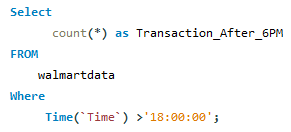 Select
count(*) as Transaction_After_6PM
FROM
walmartdata
Where
Time(`Time`) >'18:00:00';